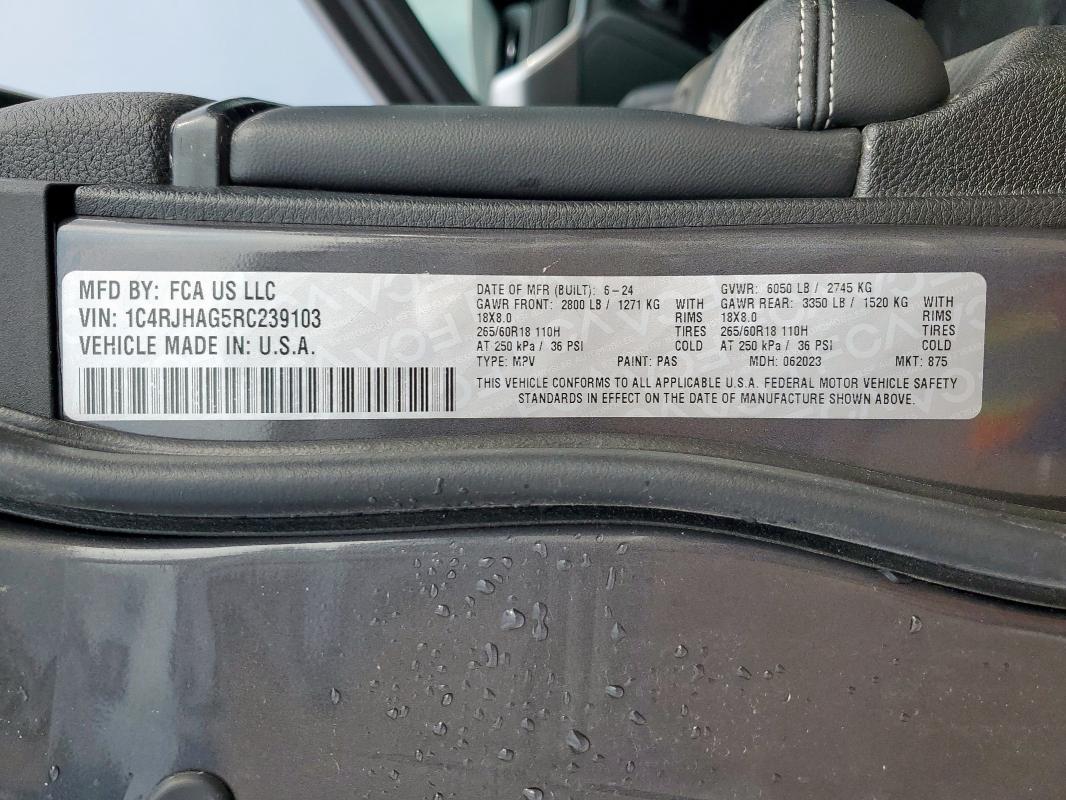 MFD BY: FCA US LLC
VIN: 1C4RJHAG5RC239103
VEHICLE MADE IN: U.S.A.
DATE OF MFR (BUILT): 6-24 GVWR: 6050 LB / 2745 KG
GAWR FRONT: 2800 LB / 1271 KG WITH GAWR REAR: 3350 LB / 1520 KG WITH
18X8.0 RIMS 18X8.0 RIMS
265/60R18 110H TIRES 265/60R18 110H TIRES
AT 250 kPa / 36 PSI COLD AT 250 kPa / 36 PSI COLD
TYPE: MPV PAINT: PAS MDH: 062023 MKT: 875
THIS VEHICLE CONFORMS TO ALL APPLICABLE U.S.A. FEDERAL MOTOR VEHICLE SAFETY
STANDARDS IN EFFECT ON THE DATE OF MANUFACTURE SHOWN ABOVE.